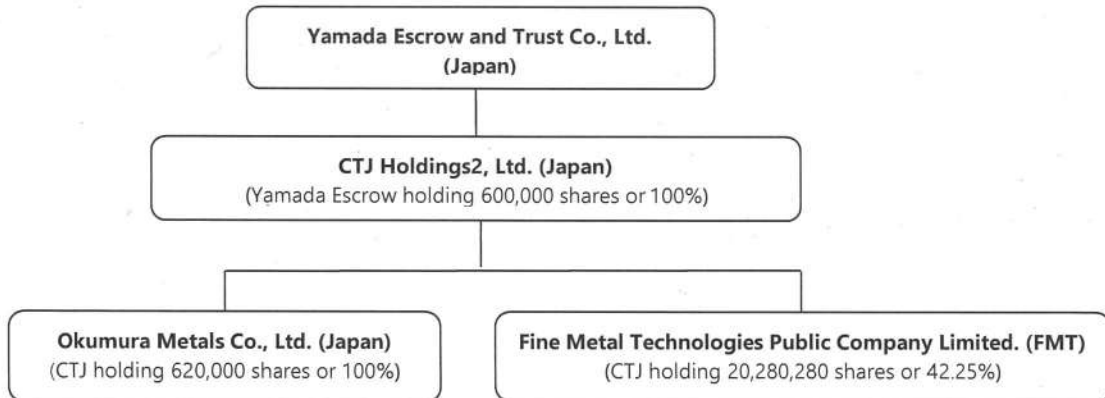 Yamada Escrow and Trust Co., Ltd.
(Japan)
CTJ Holdings2, Ltd. (Japan)
(Yamada Escrow holding 600,000 shares or 100%)
Okumura Metals Co., Ltd. (Japan)
(CTJ holding 620,000 shares or 100%)
Fine Metal Technologies Public Company Limited. (FMT)
(CTJ holding 20,280,280 shares or 42.25%)